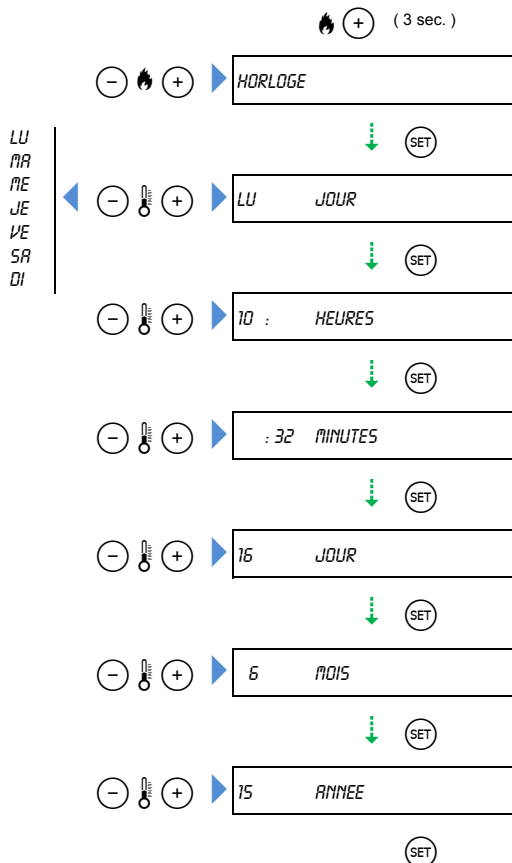 + ( 3 sec. )
- + HORLOGE
SET
LU
MA
ME
JE
VE
SA
DI
- + LU JOUR
SET
- + 10 : HEURES
SET
- + : 32 MINUTES
SET
- + 16 JOUR
SET
- + 6 MOIS
SET
- + 15 ANNEE
SET